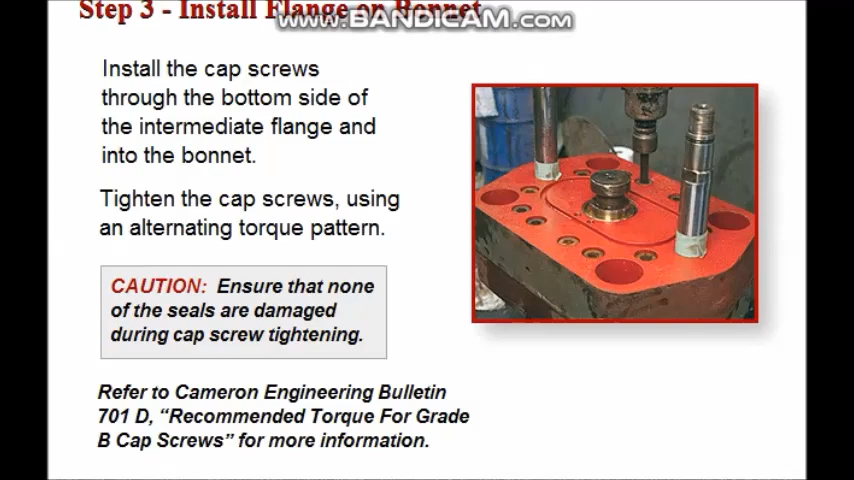 Step 3 - Install Flange on Bonnet
www.BANDICAM.com
Install the cap screws
through the bottom side of
the intermediate flange and
into the bonnet.
Tighten the cap screws, using
an alternating torque pattern.
CAUTION: Ensure that none
of the seals are damaged
during cap screw tightening.
Refer to Cameron Engineering Bulletin
701 D, “Recommended Torque For Grade
B Cap Screws” for more information.